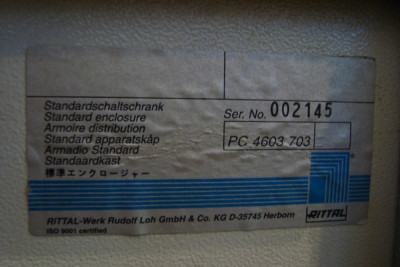 Standardschaltschrank
Standard enclosure
Armoire distribution
Standard apparatskåp
Armadio Standard
Standaardkast
標準エンクロージャー
Ser. No. 002145
PC 4603 703
RITTAL
RITTAL-Werk Rudolf Loh GmbH & Co. KG D-35745 Herborn
ISO 9001 certified